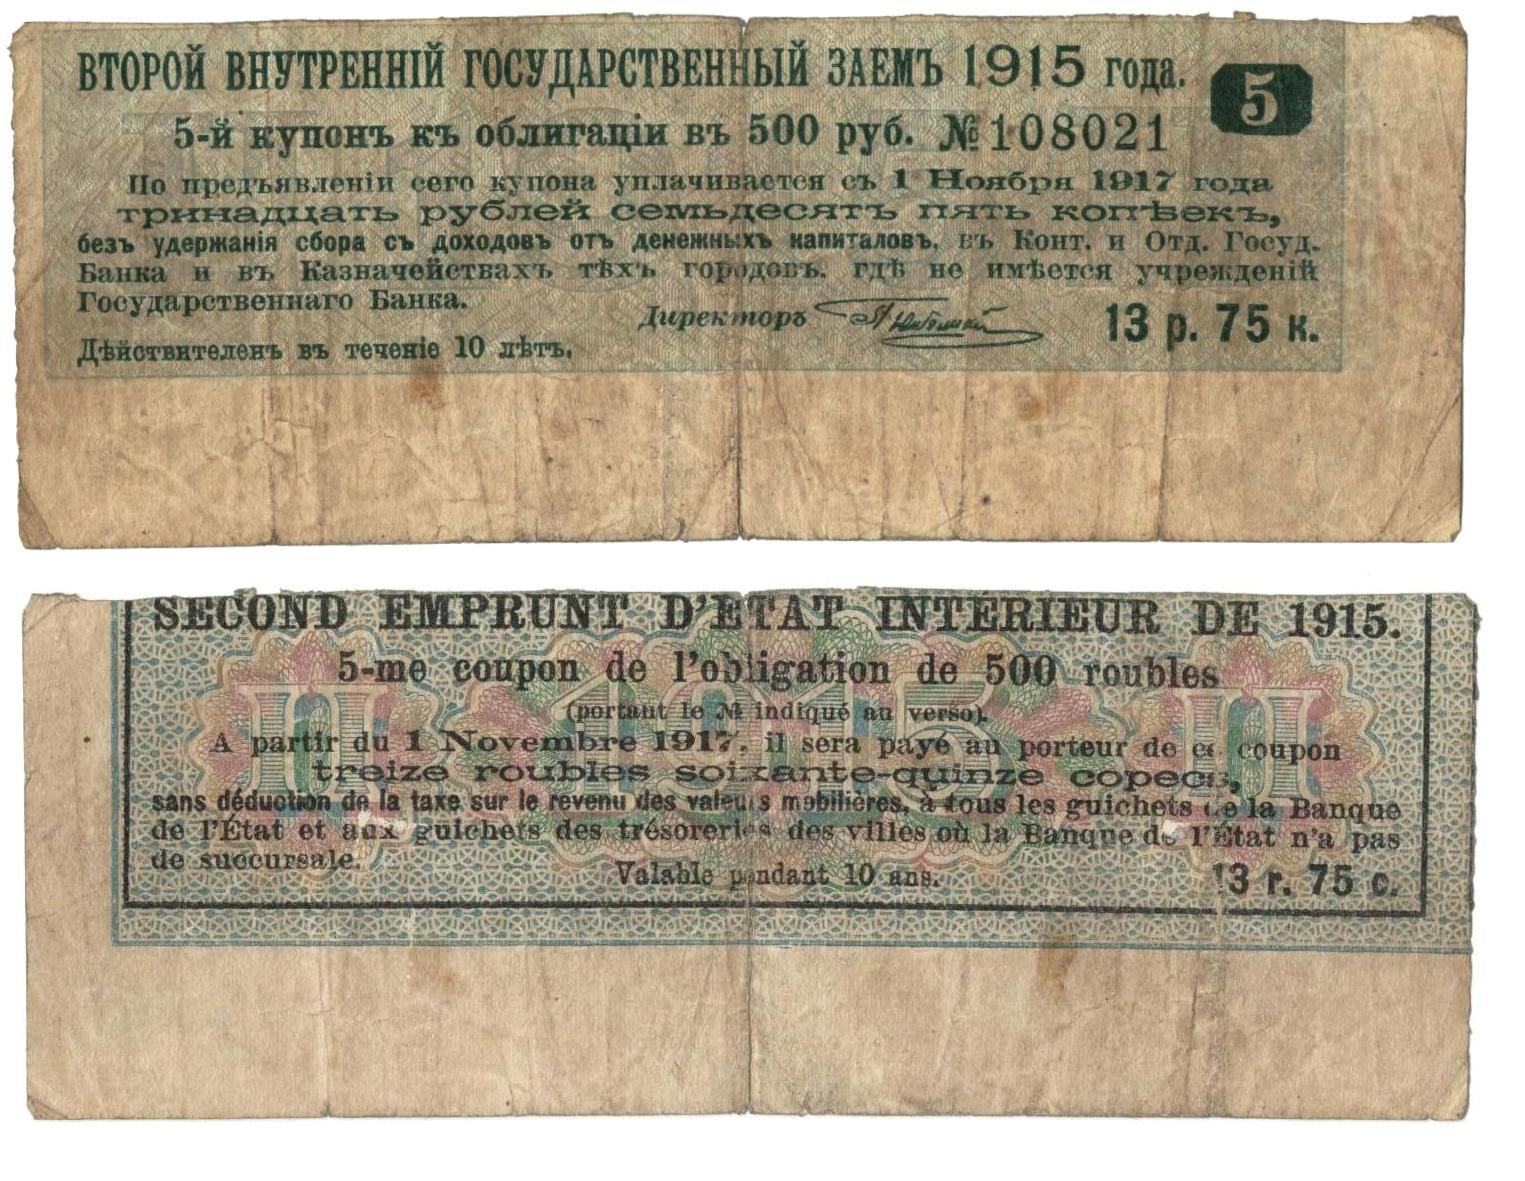 ВТОРОЙ ВНУТРЕННІЙ ГОСУДАРСТВЕННЫЙ ЗАЕМЪ 1915 года.
5
5-й купонъ къ облигаціи въ 500 руб. № 108021
По предъявленіи сего купона уплачивается съ 1 Ноября 1917 года
тринадцать рублей семьдесятъ пять копѣекъ,
безъ удержанія сбора съ доходовъ отъ денежныхъ капиталовъ, въ Конт. и Отд. Госуд.
Банка и въ Казначействахъ тѣхъ городовъ, гдѣ не имѣется учрежденій
Государственнаго Банка.
Директоръ
13 р. 75 к.
Дѣйствителенъ въ теченіе 10 лѣтъ.
SECOND EMPRUNT D'ETAT INTÉRIEUR DE 1915.
5-me coupon de l'obligation de 500 roubles
(portant le № indiqué au verso).
II 1915 II
A partir du 1 Novembre 1917, il sera payé au porteur de ce coupon
treize roubles soixante-quinze copecs,
sans déduction de la taxe sur le revenu des valeurs mobilières, à tous les guichets de la Banque
de l'État et aux guichets des trésoreries des villes où la Banque de l'État n'a pas
de succursale.
Valable pendant 10 ans.
13 r. 75 c.